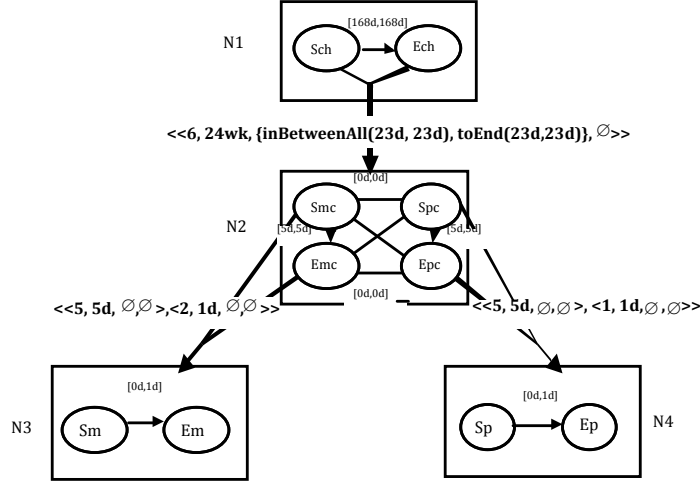 [168d,168d]
N1
Sch
Ech
<<6, 24wk, {inBetweenAll(23d, 23d), toEnd(23d,23d)}, ∅>>
[0d,0d]
N2
Smc
Spc
[5d,5d]
[5d,5d]
Emc
Epc
[0d,0d]
<<5, 5d, ∅,∅ >,<2, 1d, ∅,∅ >>
<<5, 5d, ∅,∅ >, <1, 1d,∅ ,∅>>
[0d,1d]
[0d,1d]
N3
Sm
Em
Sp
Ep
N4